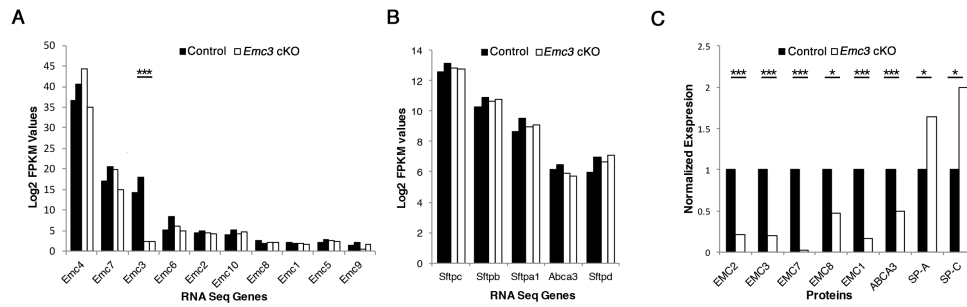 A
Log2 FPKM Values
50
45
40
35
30
25
20
15
10
5
0
Control Emc3 cKO
***
Emc4 Emc7 Emc3 Emc6 Emc2 Emc10 Emc8 Emc1 Emc5 Emc9
RNA Seq Genes
B
Log2 FPKM values
14
12
10
8
6
4
2
0
Control Emc3 cKO
Sftpc Sftpb Sftpa1 Abca3 Sftpd
RNA Seq Genes
C
Normalized Exspression
2.5
2
1.5
1
0.5
0
Control Emc3 cKO
*** *** *** * *** *** * *
EMC2 EMC3 EMC7 EMC8 EMC1 ABCA3 SP-A SP-C
Proteins